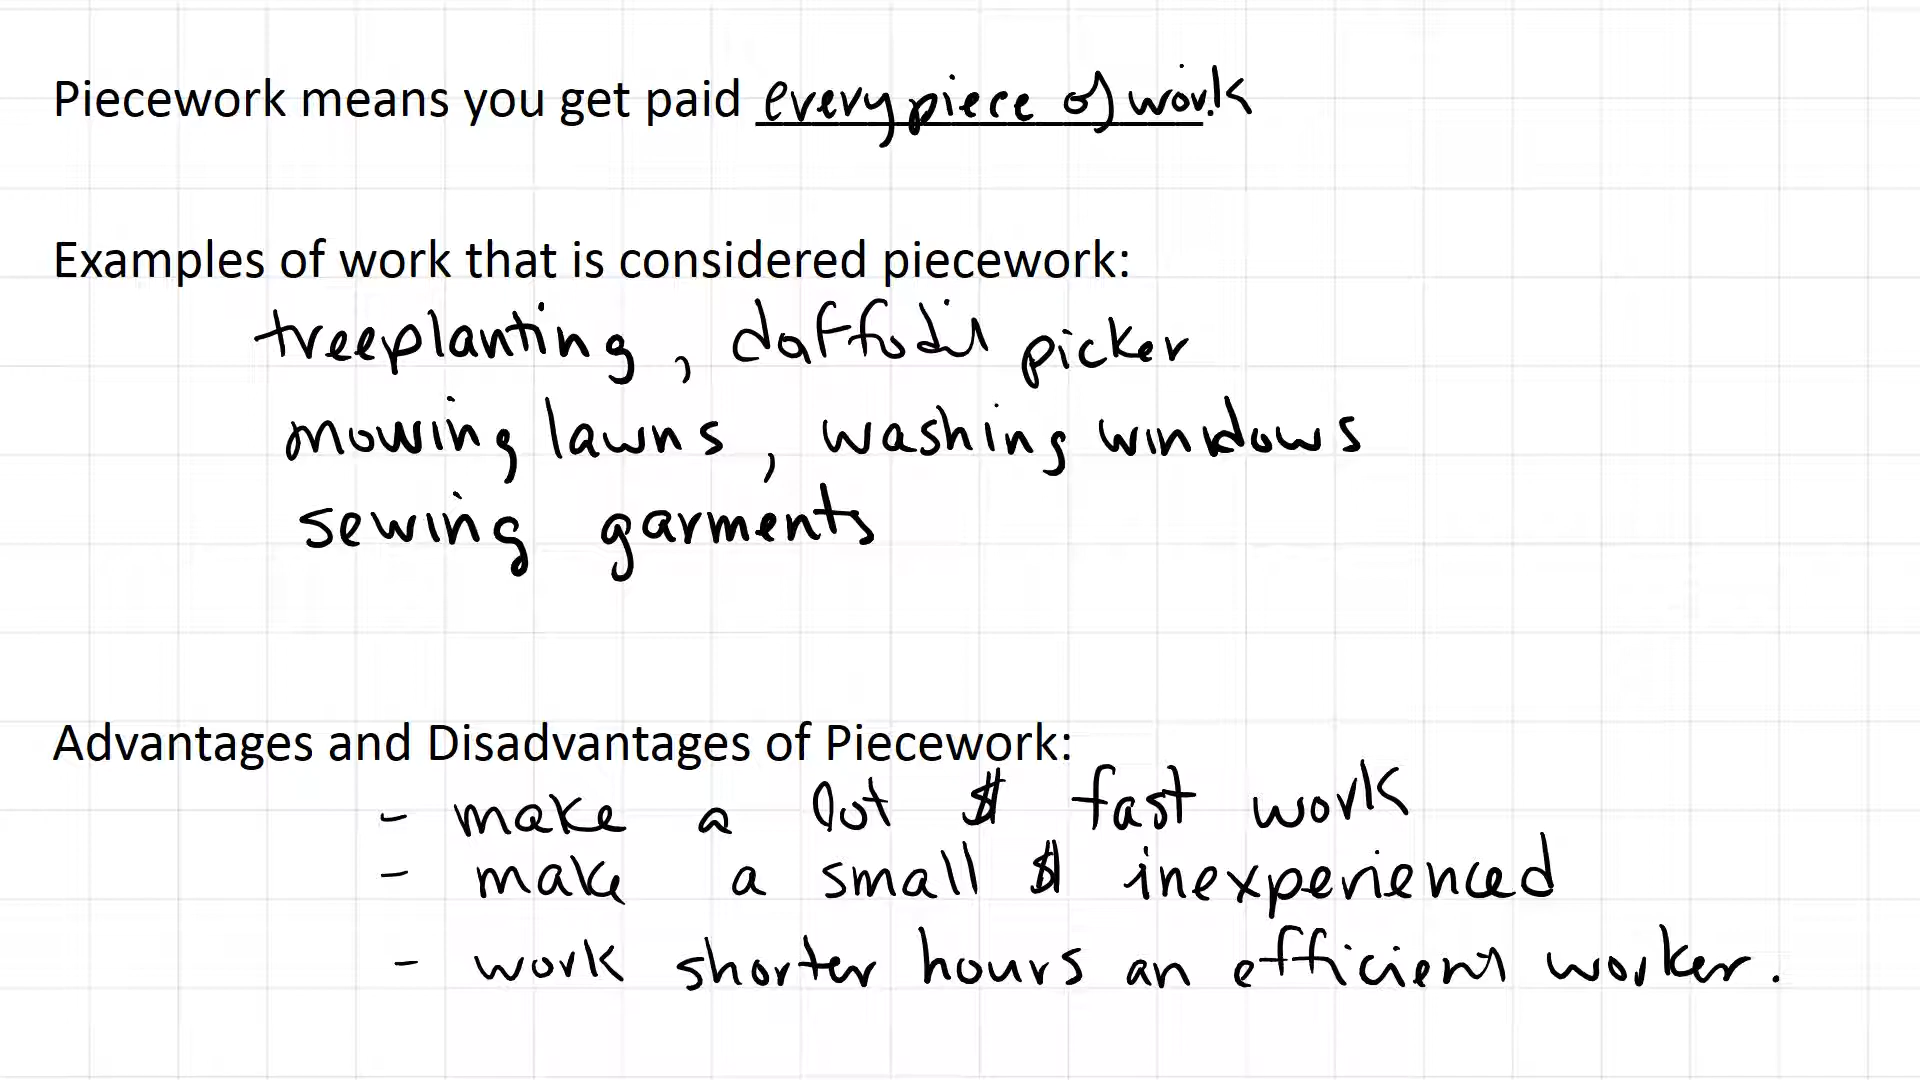 Piecework means you get paid every piece of work.
Examples of work that is considered piecework:
treeplanting, daffodil picker
mowing lawns, washing windows
sewing garments
Advantages and Disadvantages of Piecework:
- make a lot $ fast work
- make a small $ inexperienced
- work shorter hours an efficient worker.